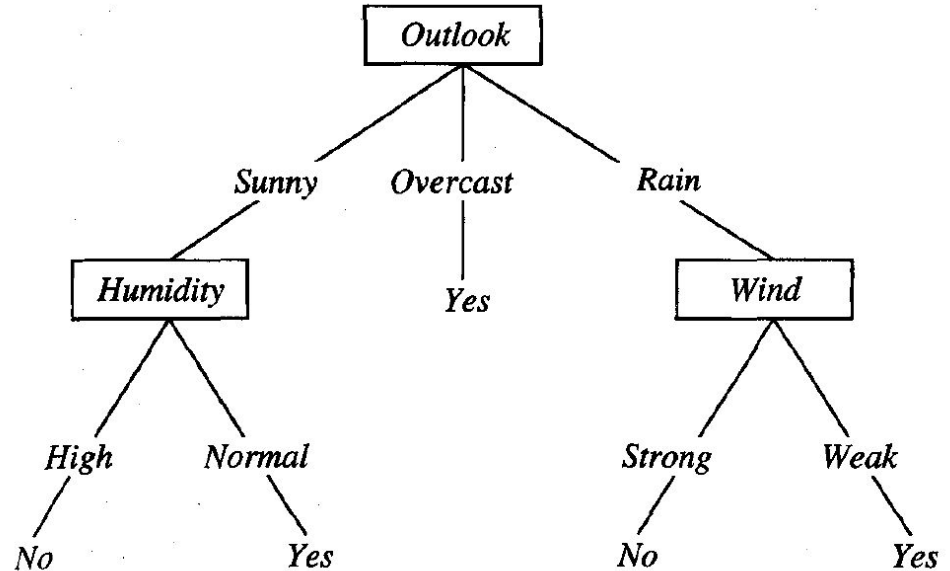 Outlook
Sunny Overcast Rain
Humidity Yes Wind
High Normal Strong Weak
No Yes No Yes